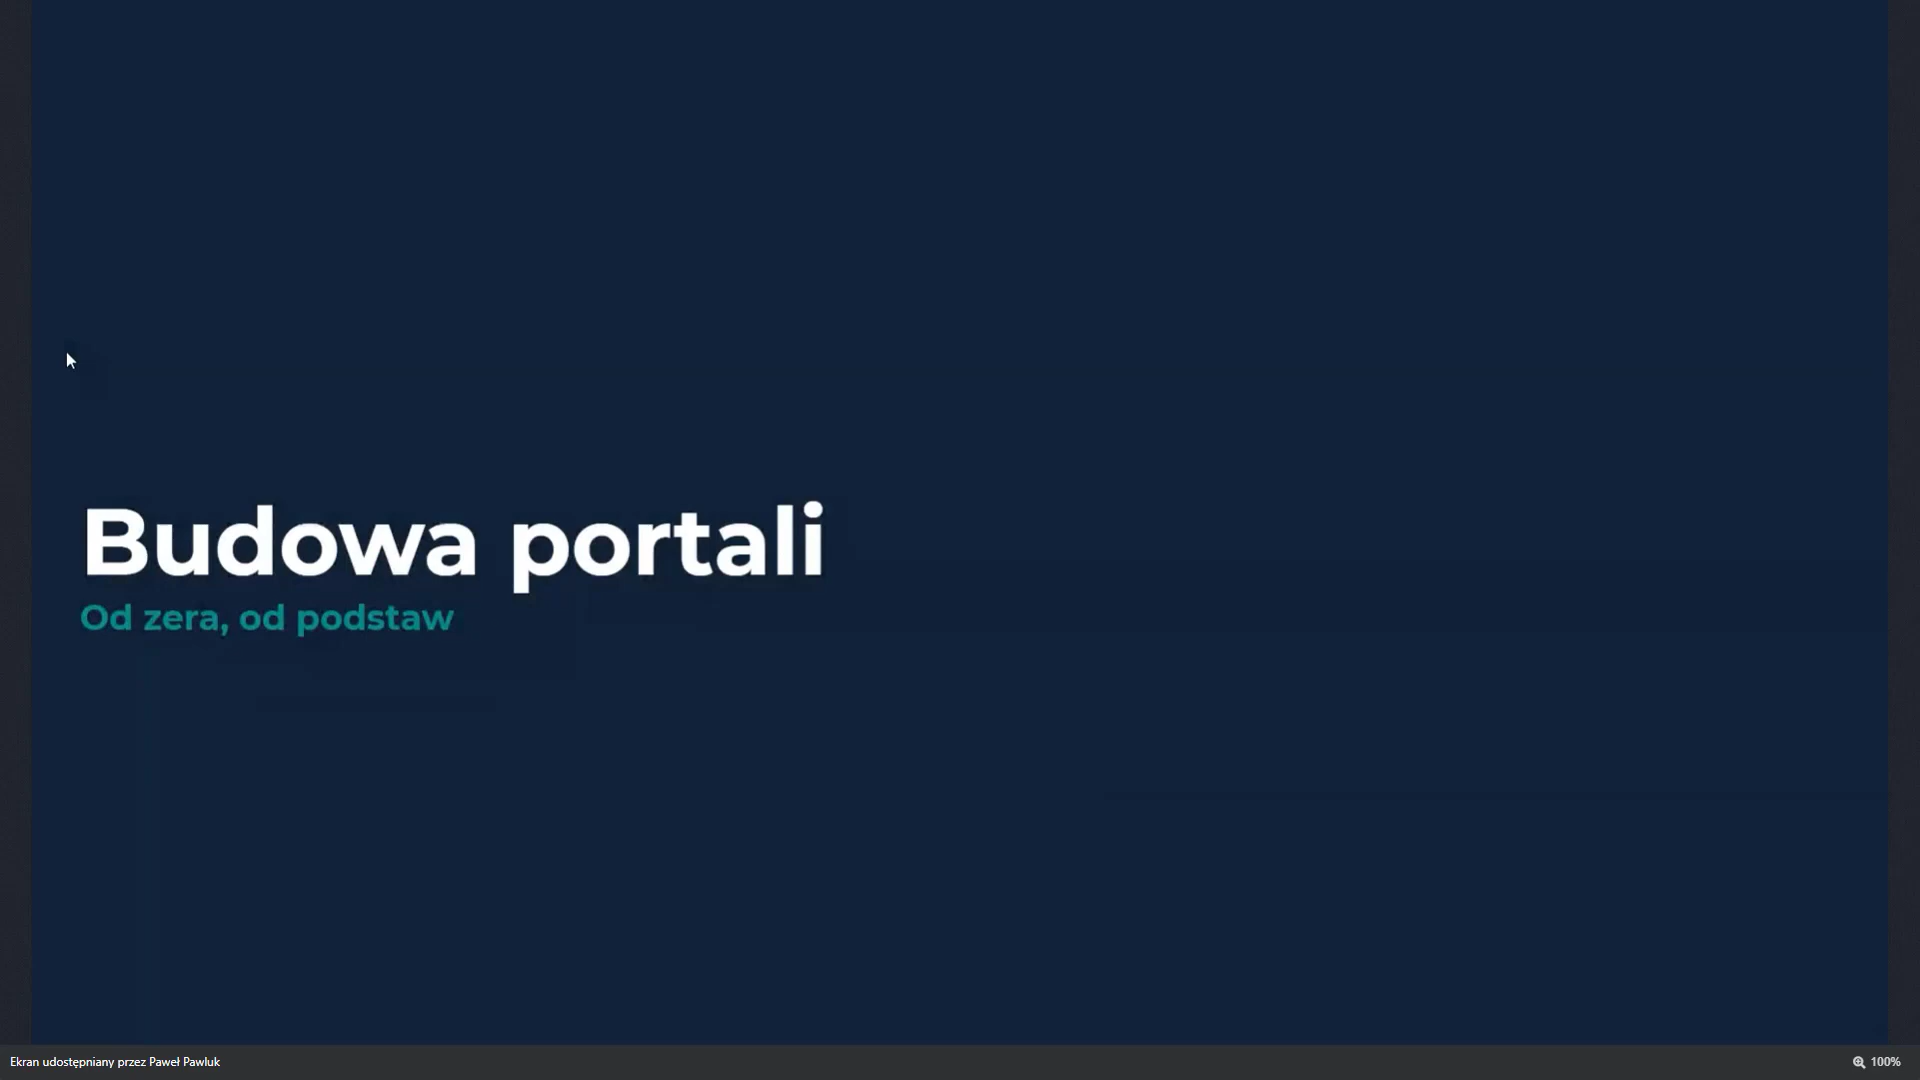 Budowa portali
Od zera, od podstaw
Ekran udostępniany przez Paweł Pawluk
100%